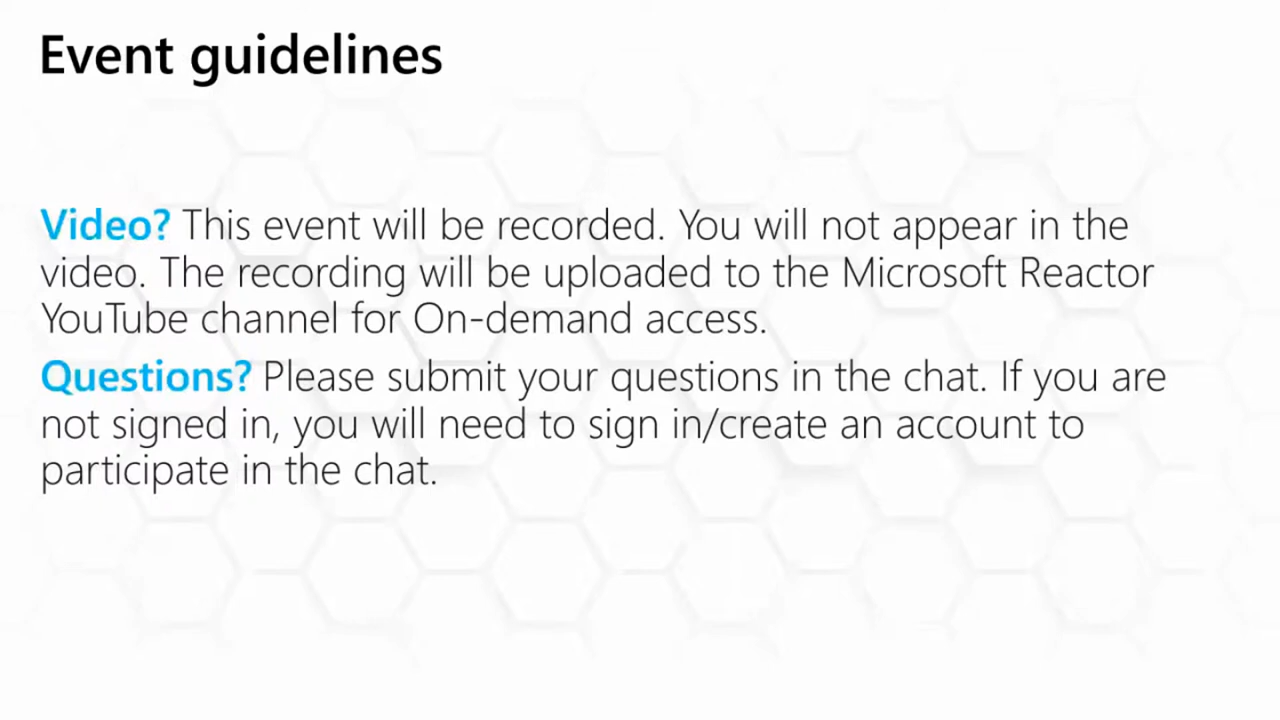 Event guidelines
Video? This event will be recorded. You will not appear in the
video. The recording will be uploaded to the Microsoft Reactor
YouTube channel for On-demand access.
Questions? Please submit your questions in the chat. If you are
not signed in, you will need to sign in/create an account to
participate in the chat.